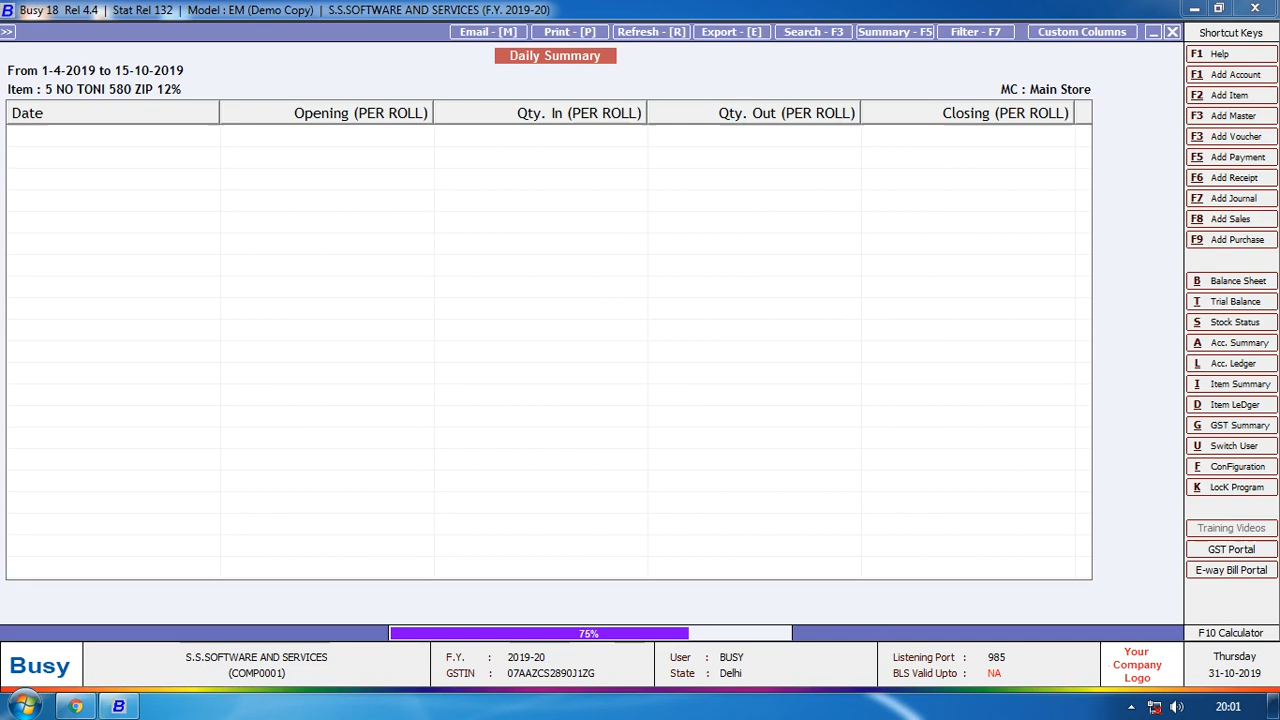 Busy 18 Rel 4.4 | Stat Rel 132 | Model : EM (Demo Copy) | S.S.SOFTWARE AND SERVICES (F.Y. 2019-20)
>> Email - [M] Print - [P] Refresh - [R] Export - [E] Search - F3 Summary - F5 Filter - F7 Custom Columns
Daily Summary
From 1-4-2019 to 15-10-2019
Item : 5 NO TONI 580 ZIP 12% MC : Main Store
Date Opening (PER ROLL) Qty. In (PER ROLL) Qty. Out (PER ROLL) Closing (PER ROLL)
Shortcut Keys
F1 Help
F1 Add Account
F2 Add Item
F3 Add Master
F3 Add Voucher
F5 Add Payment
F6 Add Receipt
F7 Add Journal
F8 Add Sales
F9 Add Purchase
B Balance Sheet
T Trial Balance
S Stock Status
A Acc. Summary
L Acc. Ledger
I Item Summary
D Item LeDger
G GST Summary
U Switch User
F ConFiguration
K LocK Program
Training Videos
GST Portal
E-way Bill Portal
75%
F10 Calculator
Busy
S.S.SOFTWARE AND SERVICES
(COMP0001)
F.Y. : 2019-20
GSTIN : 07AAZCS2890J1ZG
User : BUSY
State : Delhi
Listening Port : 985
BLS Valid Upto : NA
Your
Company
Logo
Thursday
31-10-2019
B
20:01